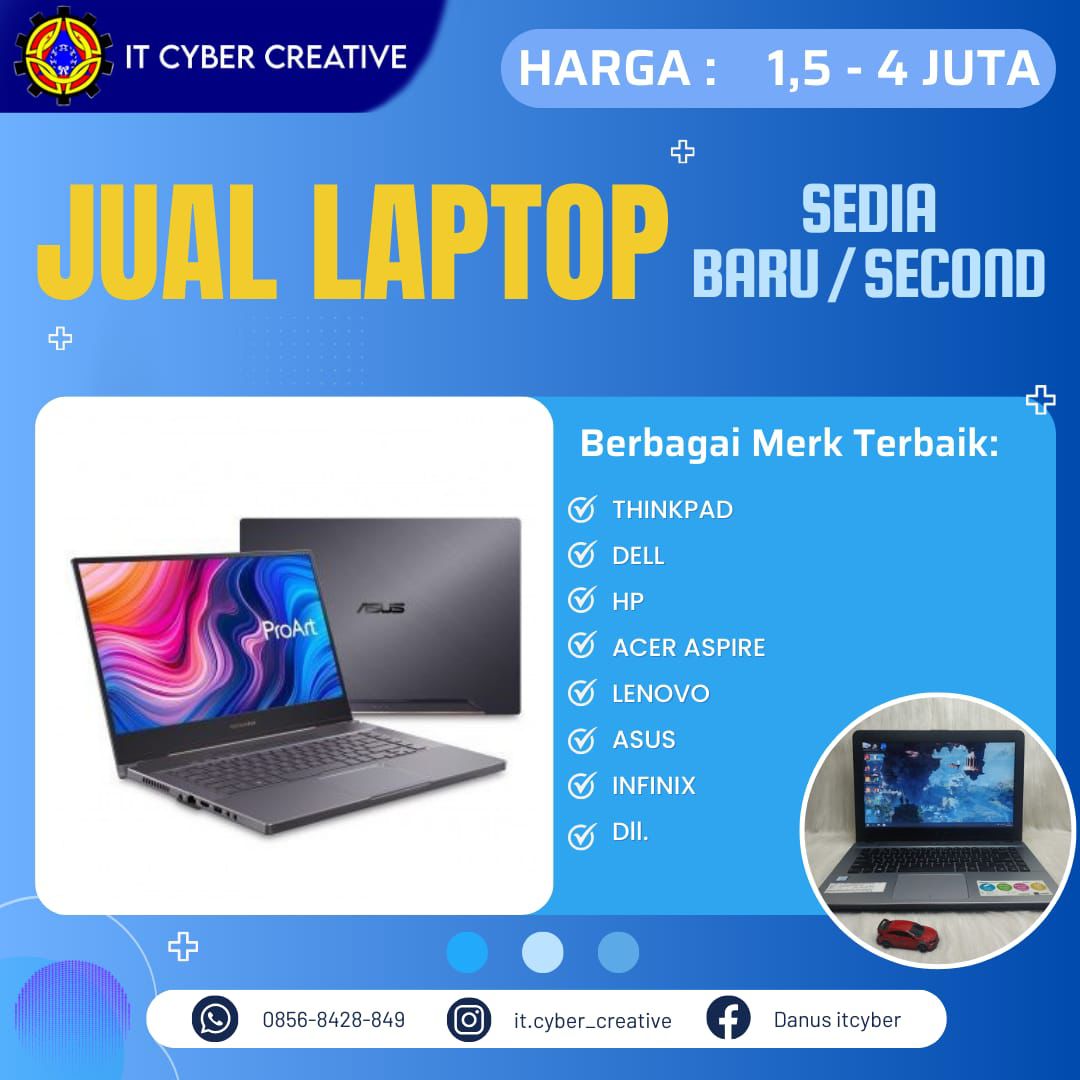 IT CYBER CREATIVE
HARGA : 1,5 - 4 JUTA
JUAL LAPTOP
SEDIA
BARU / SECOND
Berbagai Merk Terbaik:
THINKPAD
DELL
HP
ACER ASPIRE
LENOVO
ASUS
INFINIX
Dll.
ASUS
ProArt
0856-8428-849
it.cyber_creative
Danus itcyber